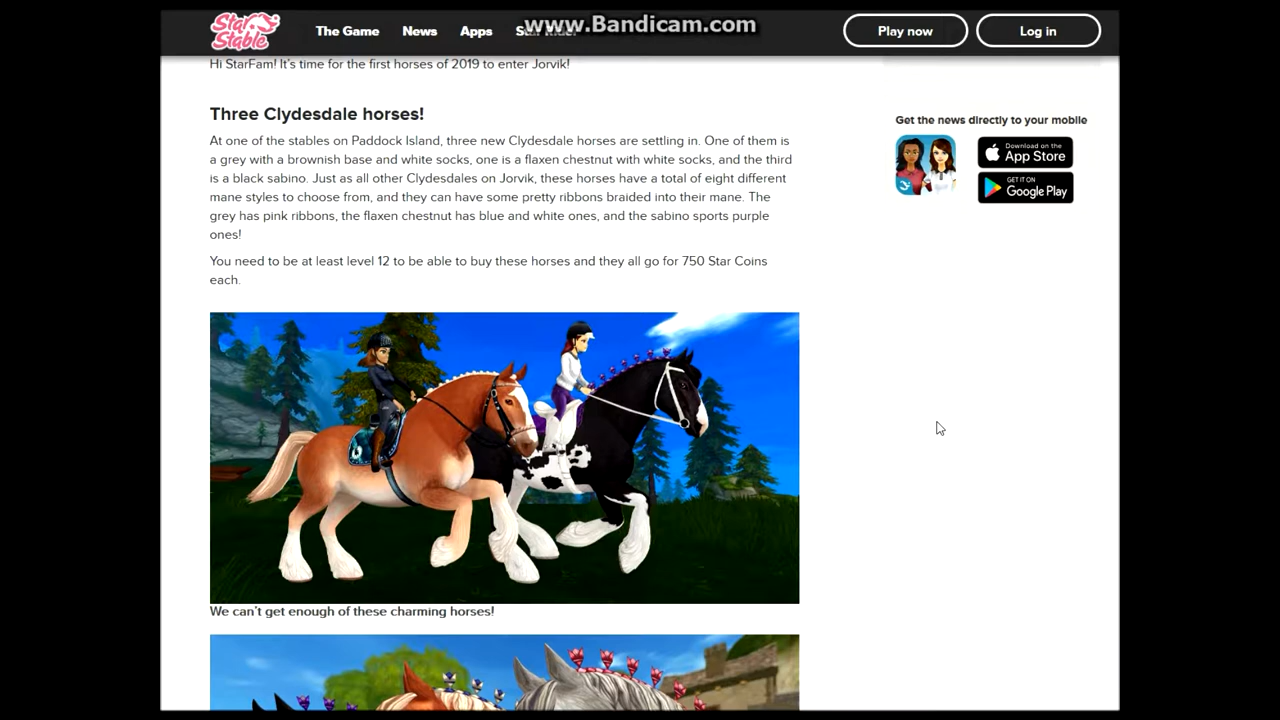 www.Bandicam.com
Star Stable
The Game
News
Apps
Play now
Log in
Hi StarFam! It's time for the first horses of 2019 to enter Jorvik!
Three Clydesdale horses!
At one of the stables on Paddock Island, three new Clydesdale horses are settling in. One of them is
a grey with a brownish base and white socks, one is a flaxen chestnut with white socks, and the third
is a black sabino. Just as all other Clydesdales on Jorvik, these horses have a total of eight different
mane styles to choose from, and they can have some pretty ribbons braided into their mane. The
grey has pink ribbons, the flaxen chestnut has blue and white ones, and the sabino sports purple
ones!
You need to be at least level 12 to be able to buy these horses and they all go for 750 Star Coins
each.
We can't get enough of these charming horses!
Get the news directly to your mobile
Download on the
App Store
GET IT ON
Google Play